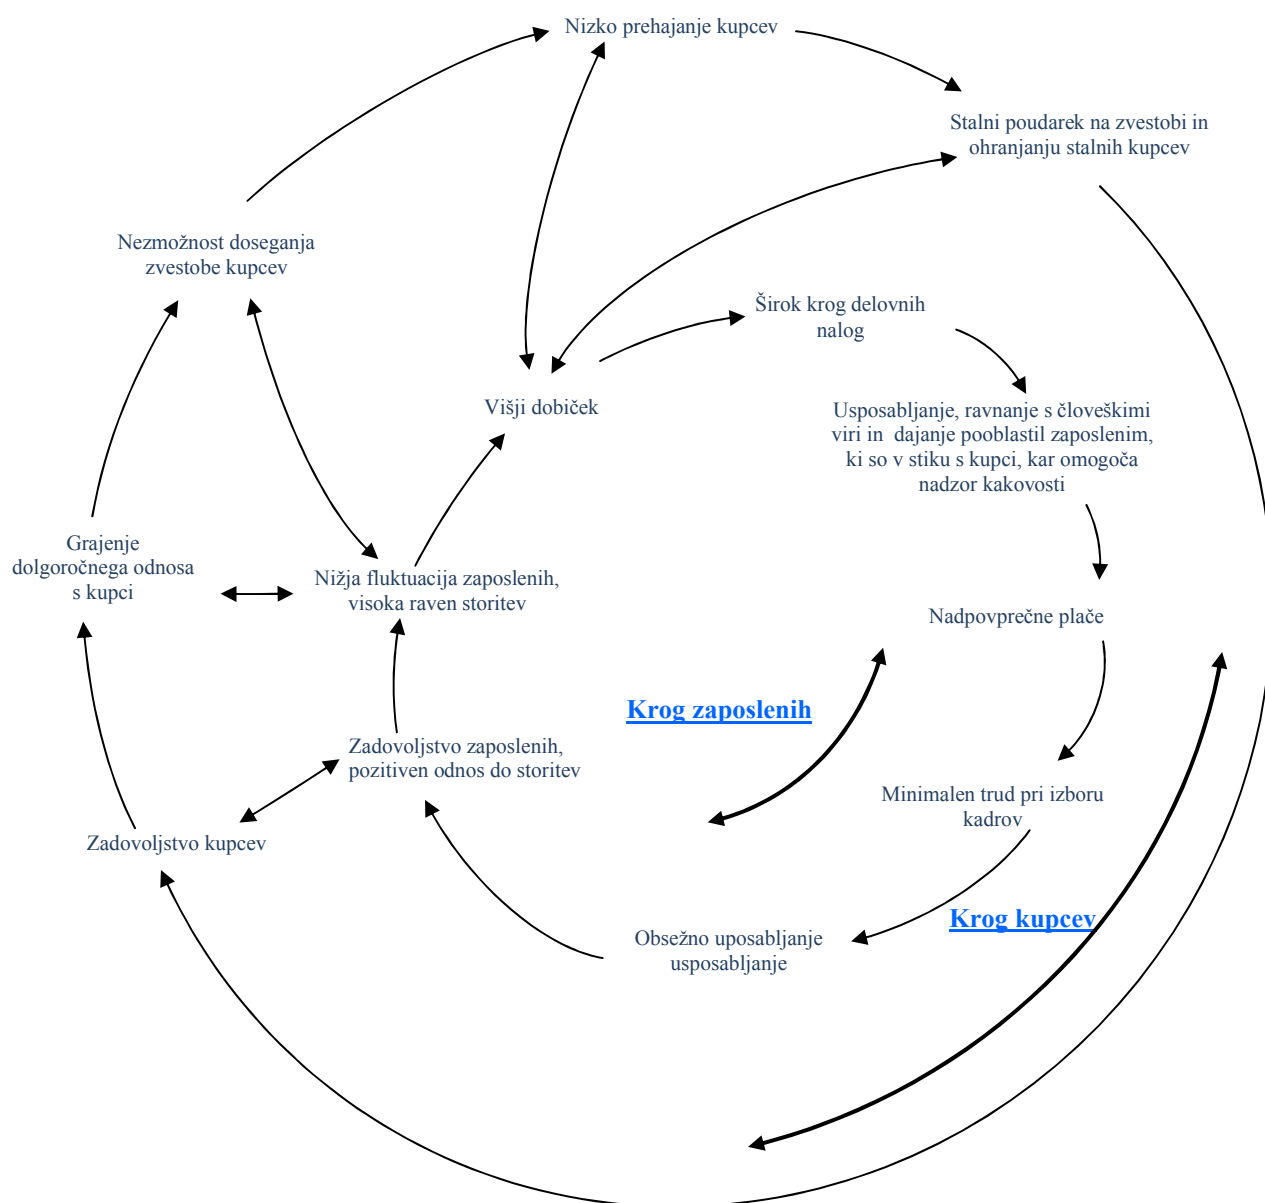 Nizko prehajanje kupcev
Stalni poudarek na zvestobi in
ohranjanju stalnih kupcev
Nezmožnost doseganja
zvestobe kupcev
Širok krog delovnih
nalog
Višji dobiček
Usposabljanje, ravnanje s človeškimi
viri in dajanje pooblastil zaposlenim,
ki so v stiku s kupci, kar omogoča
nadzor kakovosti
Grajenje
dolgoročnega odnosa
s kupci
Nižja fluktuacija zaposlenih,
visoka raven storitev
Nadpovprečne plače
Krog zaposlenih
Zadovoljstvo zaposlenih,
pozitiven odnos do storitev
Minimalen trud pri izboru
kadrov
Zadovoljstvo kupcev
Krog kupcev
Obsežno uposabljanje
usposabljanje